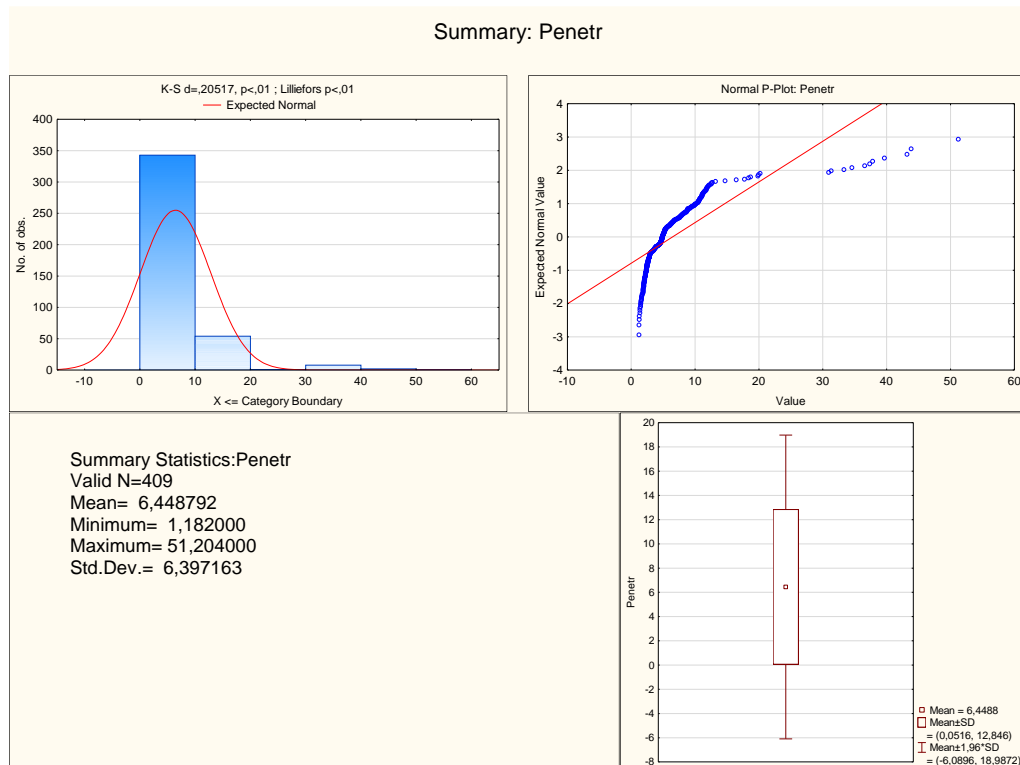 Summary: Penetr
K-S d=,20517, p<,01 ; Lilliefors p<,01
Expected Normal
400
350
300
250
200
150
100
50
0
No. of obs.
-10 0 10 20 30 40 50 60
X <= Category Boundary
Normal P-Plot: Penetr
4
3
2
1
0
-1
-2
-3
-4
Expected Normal Value
-10 0 10 20 30 40 50 60
Value
Summary Statistics:Penetr
Valid N=409
Mean= 6,448792
Minimum= 1,182000
Maximum= 51,204000
Std.Dev.= 6,397163
20
18
16
14
12
10
8
6
4
2
0
-2
-4
-6
-8
Penetr
Mean = 6,4488
Mean±SD
= (0,0516, 12,846)
Mean±1,96*SD
= (-6,0896, 18,9872)